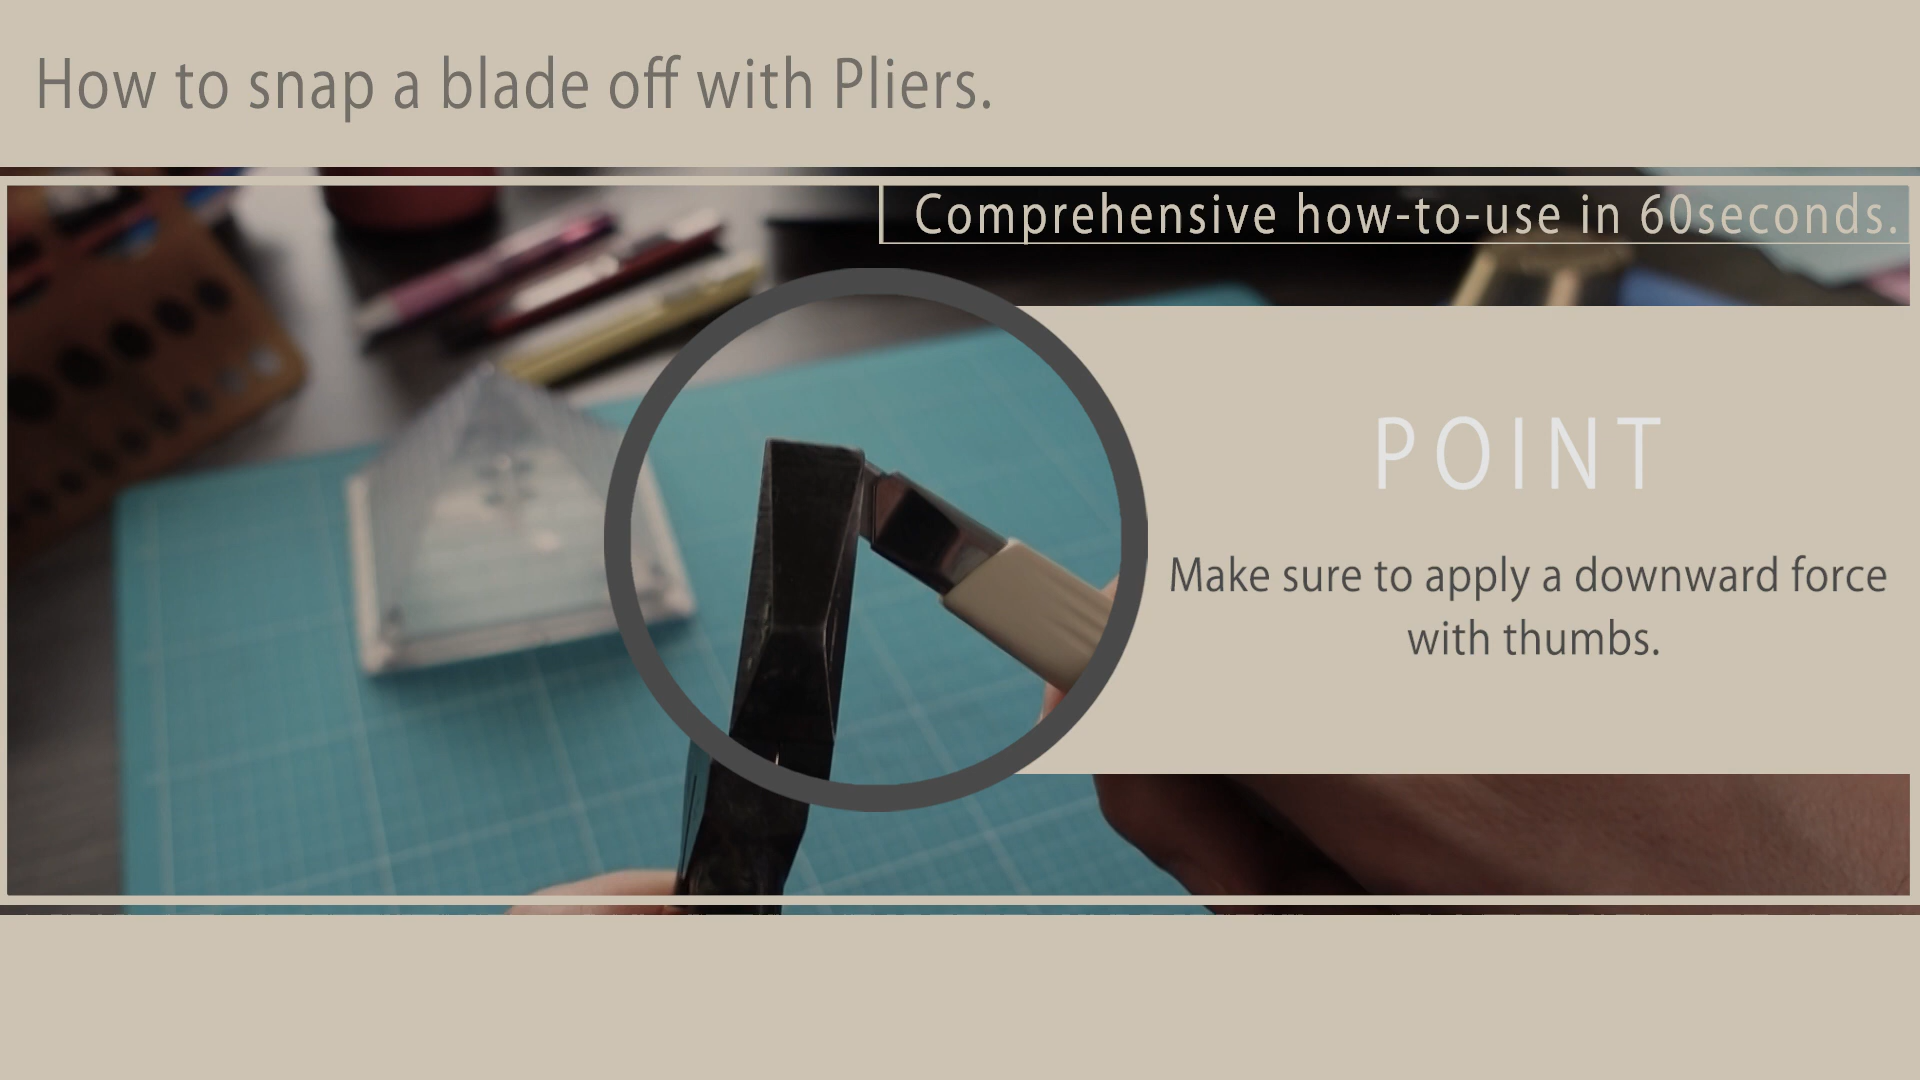 How to snap a blade off with Pliers.
Comprehensive how-to-use in 60seconds.
POINT
Make sure to apply a downward force
with thumbs.